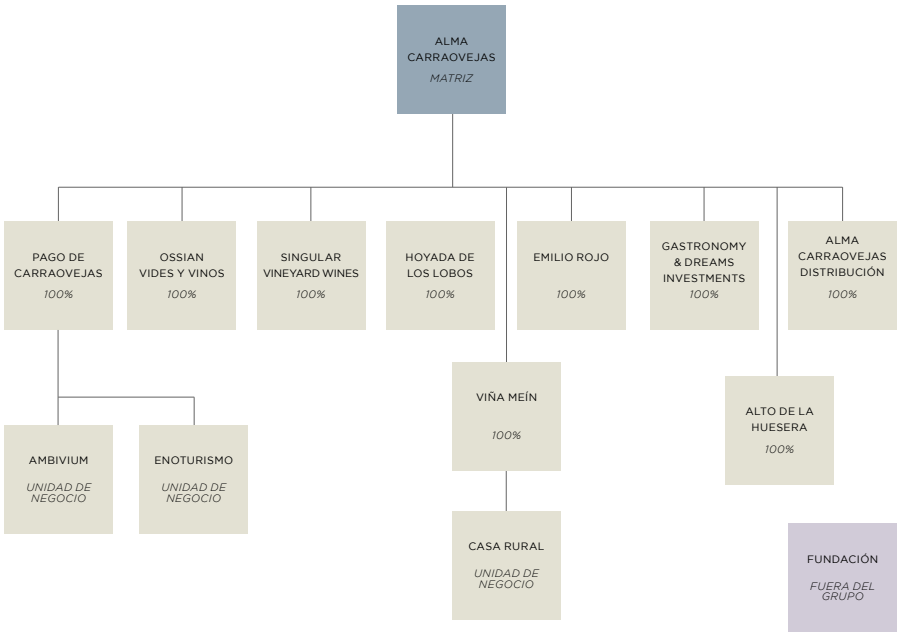 ALMA
CARRAOVEJAS
MATRIZ
PAGO DE
CARRAOVEJAS
100%
OSSIAN
VIDES Y VINOS
100%
SINGULAR
VINEYARD WINES
100%
HOYADA DE
LOS LOBOS
100%
EMILIO ROJO
100%
GASTRONOMY
& DREAMS
INVESTMENTS
100%
ALMA
CARRAOVEJAS
DISTRIBUCIÓN
100%
VIÑA MEÍN
100%
ALTO DE LA
HUESERA
100%
AMBIVIUM
UNIDAD DE
NEGOCIO
ENOTURISMO
UNIDAD DE
NEGOCIO
CASA RURAL
UNIDAD DE
NEGOCIO
FUNDACIÓN
FUERA DEL
GRUPO